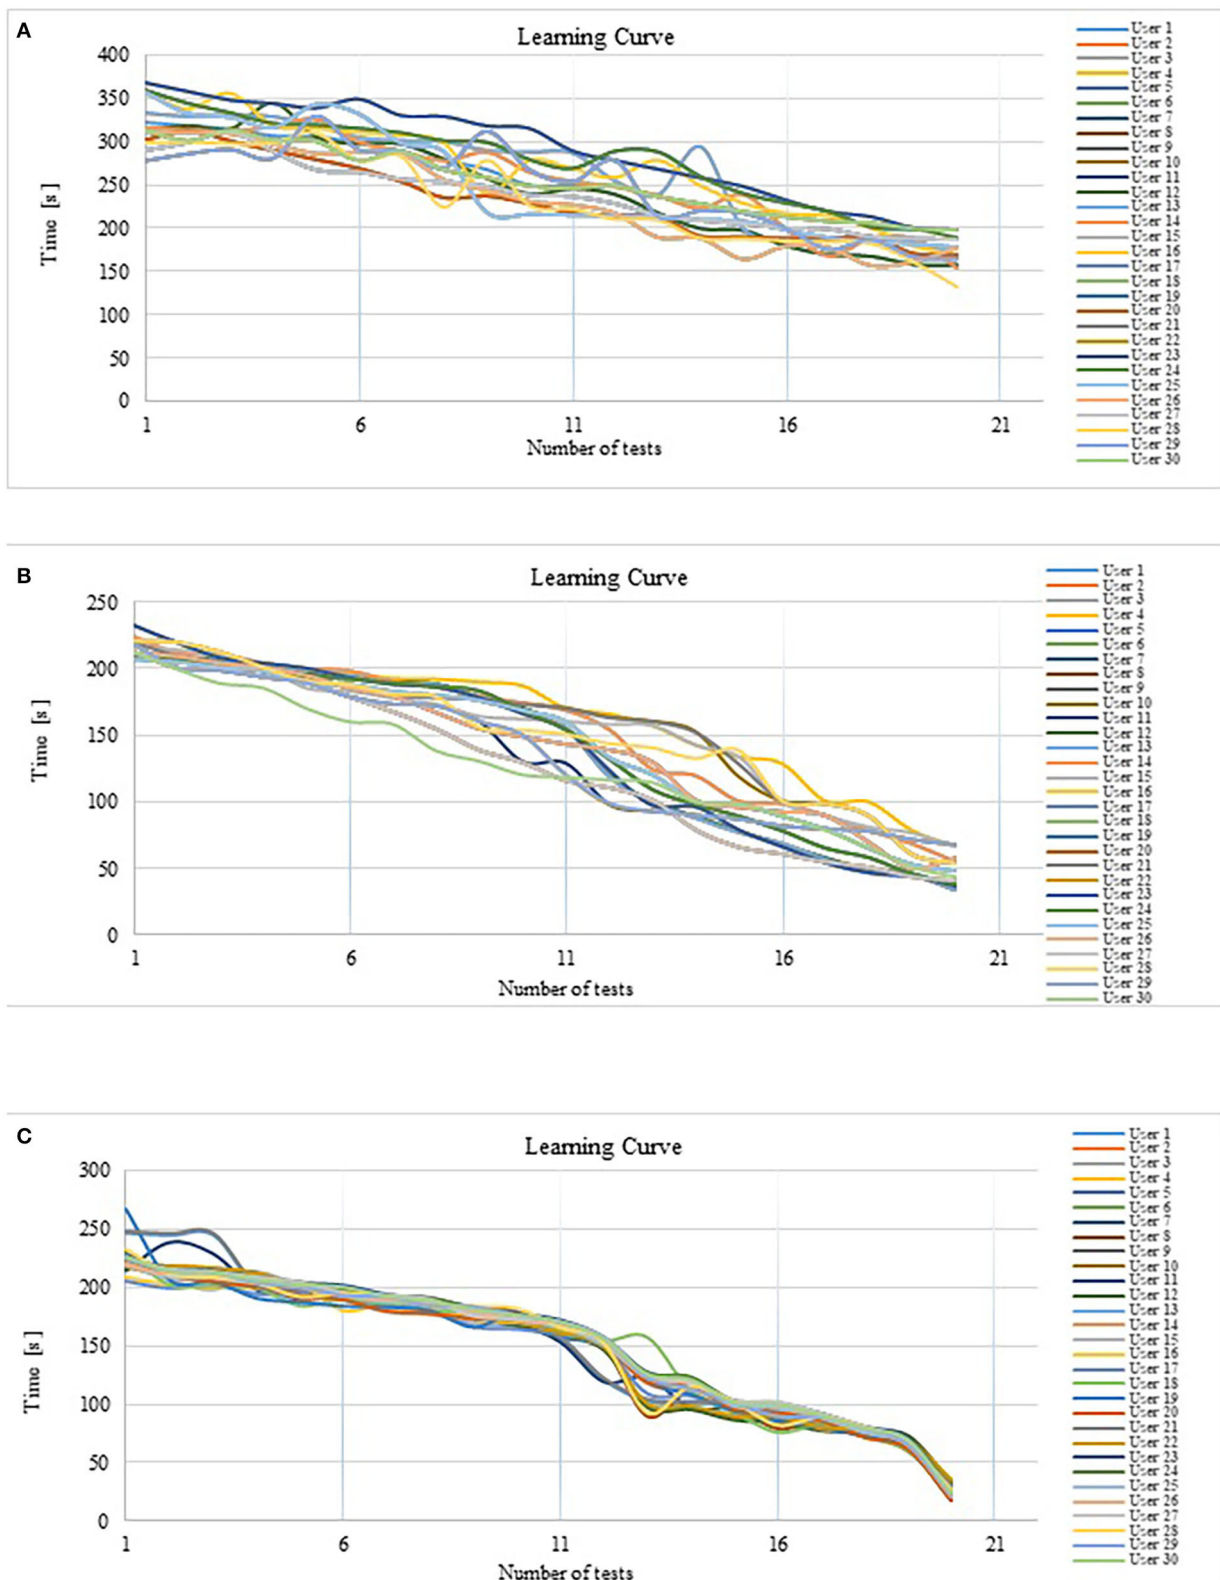 A
Learning Curve
400
350
300
250
200
150
100
50
0
Time [s]
1 6 11 16 21
Number of tests
User 1
User 2
User 3
User 4
User 5
User 6
User 7
User 8
User 9
User 10
User 11
User 12
User 13
User 14
User 15
User 16
User 17
User 18
User 19
User 20
User 21
User 22
User 23
User 24
User 25
User 26
User 27
User 28
User 29
User 30
B
Learning Curve
250
200
150
100
50
0
Time [s]
1 6 11 16 21
Number of tests
User 1
User 2
User 3
User 4
User 5
User 6
User 7
User 8
User 9
User 10
User 11
User 12
User 13
User 14
User 15
User 16
User 17
User 18
User 19
User 20
User 21
User 22
User 23
User 24
User 25
User 26
User 27
User 28
User 29
User 30
C
Learning Curve
300
250
200
150
100
50
0
Time [s]
1 6 11 16 21
Number of tests
User 1
User 2
User 3
User 4
User 5
User 6
User 7
User 8
User 9
User 10
User 11
User 12
User 13
User 14
User 15
User 16
User 17
User 18
User 19
User 20
User 21
User 22
User 23
User 24
User 25
User 26
User 27
User 28
User 29
User 30